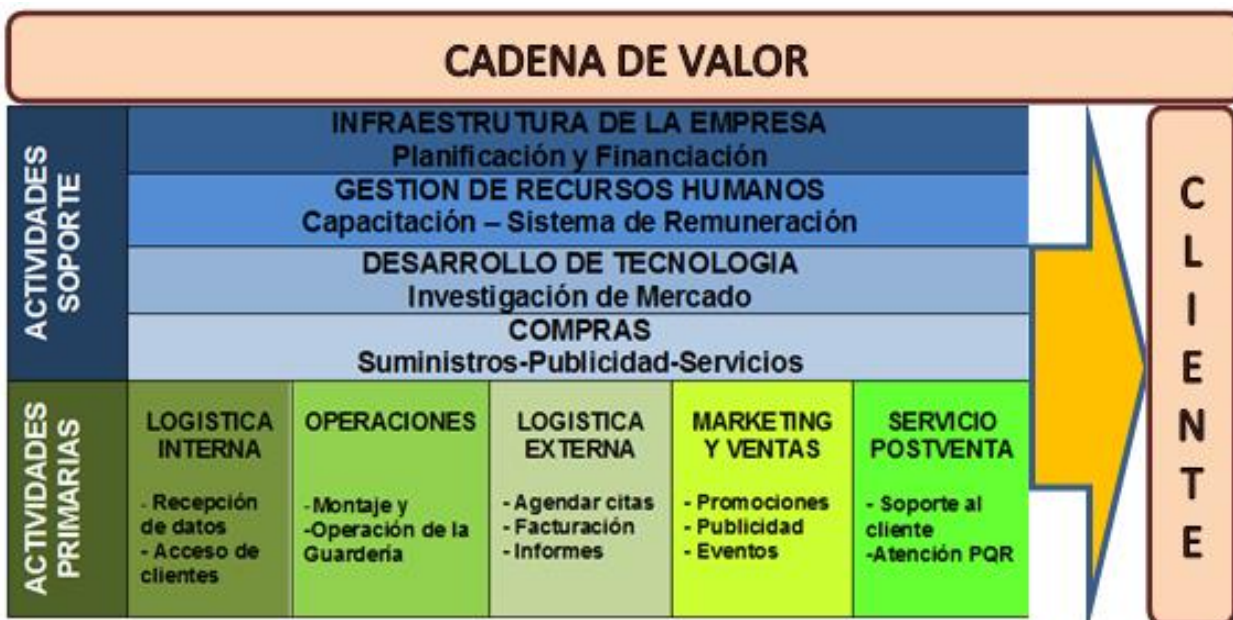 CADENA DE VALOR
ACTIVIDADES
SOPORTE
INFRAESTRUTURA DE LA EMPRESA
Planificación y Financiación
GESTION DE RECURSOS HUMANOS
Capacitación – Sistema de Remuneración
DESARROLLO DE TECNOLOGIA
Investigación de Mercado
COMPRAS
Suministros-Publicidad-Servicios
ACTIVIDADES
PRIMARIAS
LOGISTICA
INTERNA
- Recepción
de datos
- Acceso de
clientes
OPERACIONES
-Montaje y
-Operación de la
Guardería
LOGISTICA
EXTERNA
- Agendar citas
- Facturación
- Informes
MARKETING
Y VENTAS
- Promociones
- Publicidad
- Eventos
SERVICIO
POSTVENTA
- Soporte al
cliente
-Atención PQR
CLIENTE